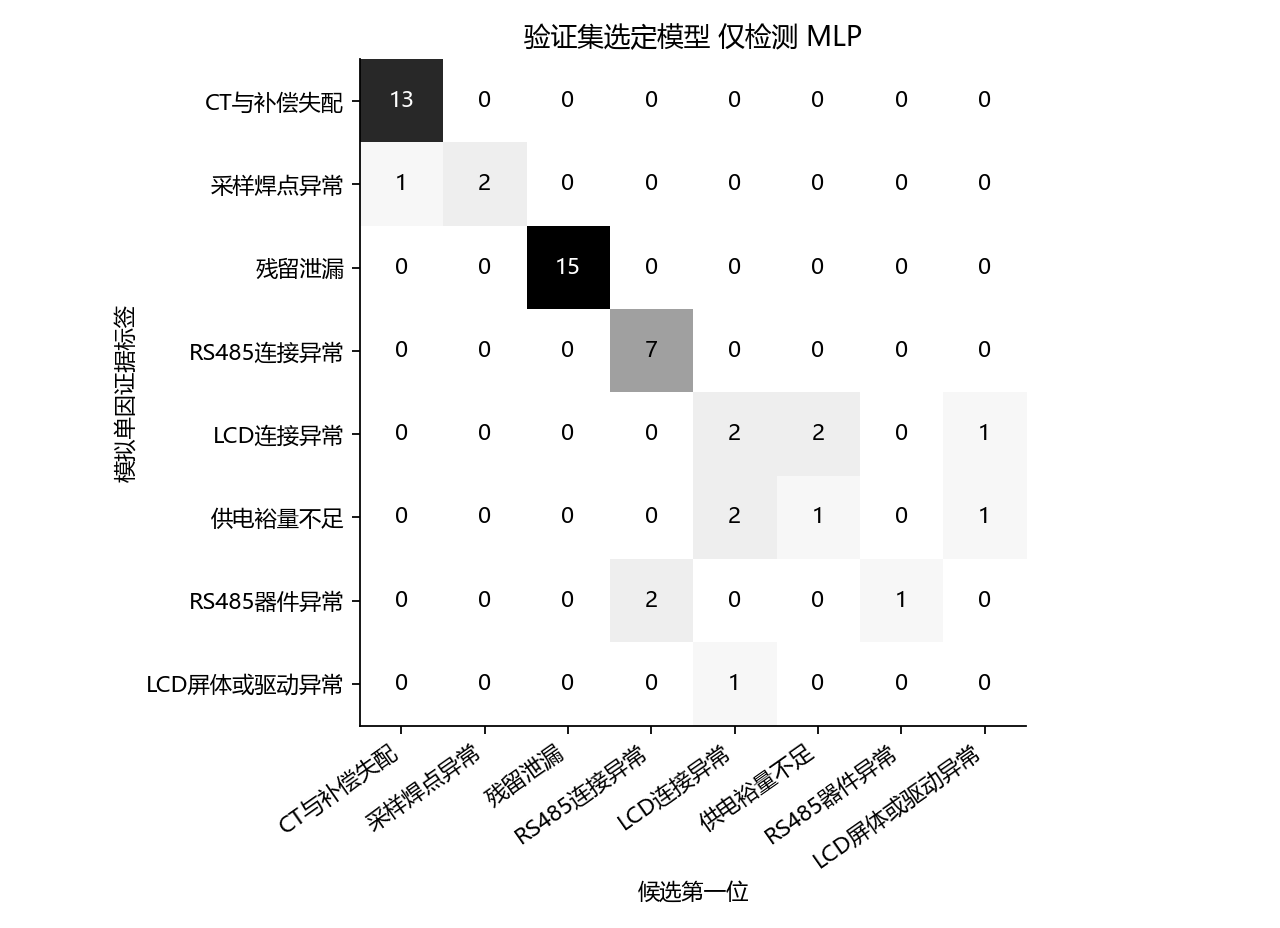 验证集选定模型 仅检测 MLP
CT与补偿失配 13 0 0 0 0 0 0 0
采样焊点异常 1 2 0 0 0 0 0 0
残留泄漏 0 0 15 0 0 0 0 0
RS485连接异常 0 0 0 7 0 0 0 0
LCD连接异常 0 0 0 0 2 2 0 1
供电裕量不足 0 0 0 0 2 1 0 1
RS485器件异常 0 0 0 2 0 0 1 0
LCD屏体或驱动异常 0 0 0 0 1 0 0 0
模拟单因证据标签
CT与补偿失配
采样焊点异常
残留泄漏
RS485连接异常
LCD连接异常
供电裕量不足
RS485器件异常
LCD屏体或驱动异常
候选第一位